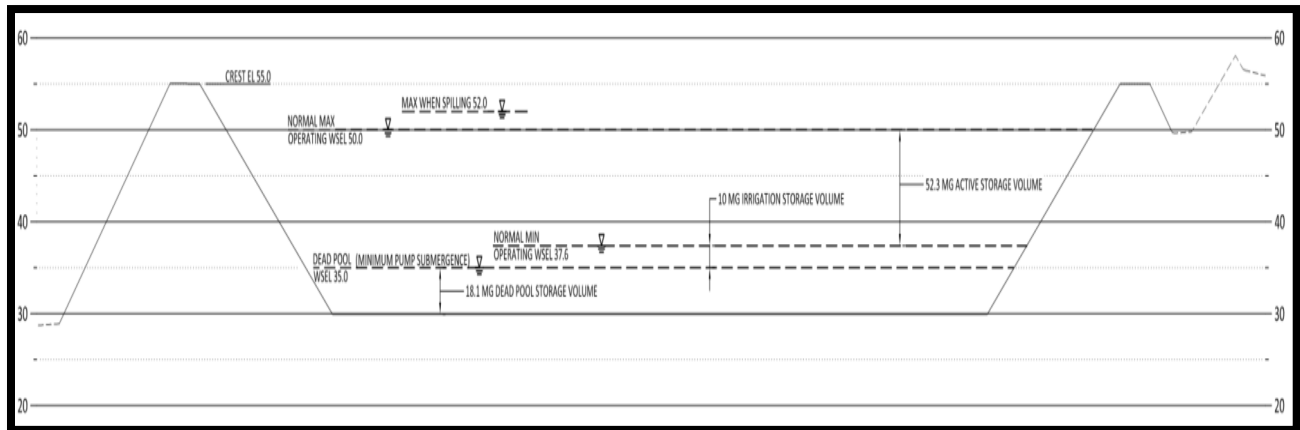 60
60
CREST EL 55.0
MAX WHEN SPILLING 52.0
NORMAL MAX
OPERATING WSEL 50.0
50
50
52.3 MG ACTIVE STORAGE VOLUME
10 MG IRRIGATION STORAGE VOLUME
40
40
NORMAL MIN
OPERATING WSEL 37.6
DEAD POOL (MINIMUM PUMP SUBMERGENCE)
WSEL 35.0
18.1 MG DEAD POOL STORAGE VOLUME
30
30
20
20